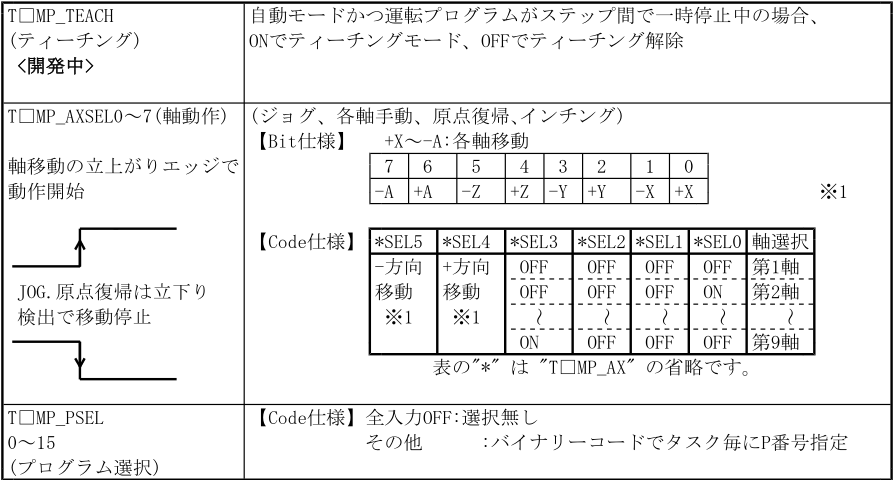 T□MP_TEACH
(ティーチング)
<開発中>
自動モードかつ運転プログラムがステップ間で一時停止中の場合、
ONでティーチングモード、OFFでティーチング解除
T□MP_AXSEL0～7(軸動作)
軸移動の立上がりエッジで
動作開始
JOG.原点復帰は立下り
検出で移動停止
(ジョグ、各軸手動、原点復帰、インチング)
【Bit仕様】 +X～-A:各軸移動
7 6 5 4 3 2 1 0
-A +A -Z +Z -Y +Y -X +X ※1
【Code仕様】 *SEL5 *SEL4 *SEL3 *SEL2 *SEL1 *SEL0 軸選択
-方向 +方向 OFF OFF OFF OFF 第1軸
移動 移動 OFF OFF OFF ON 第2軸
※1 ※1 ～ ～ ～ ～ ～
ON OFF OFF OFF 第9軸
表の"*" は "T□MP_AX" の省略です。
T□MP_PSEL
0～15
(プログラム選択)
【Code仕様】全入力OFF:選択無し
その他 :バイナリーコードでタスク毎にP番号指定